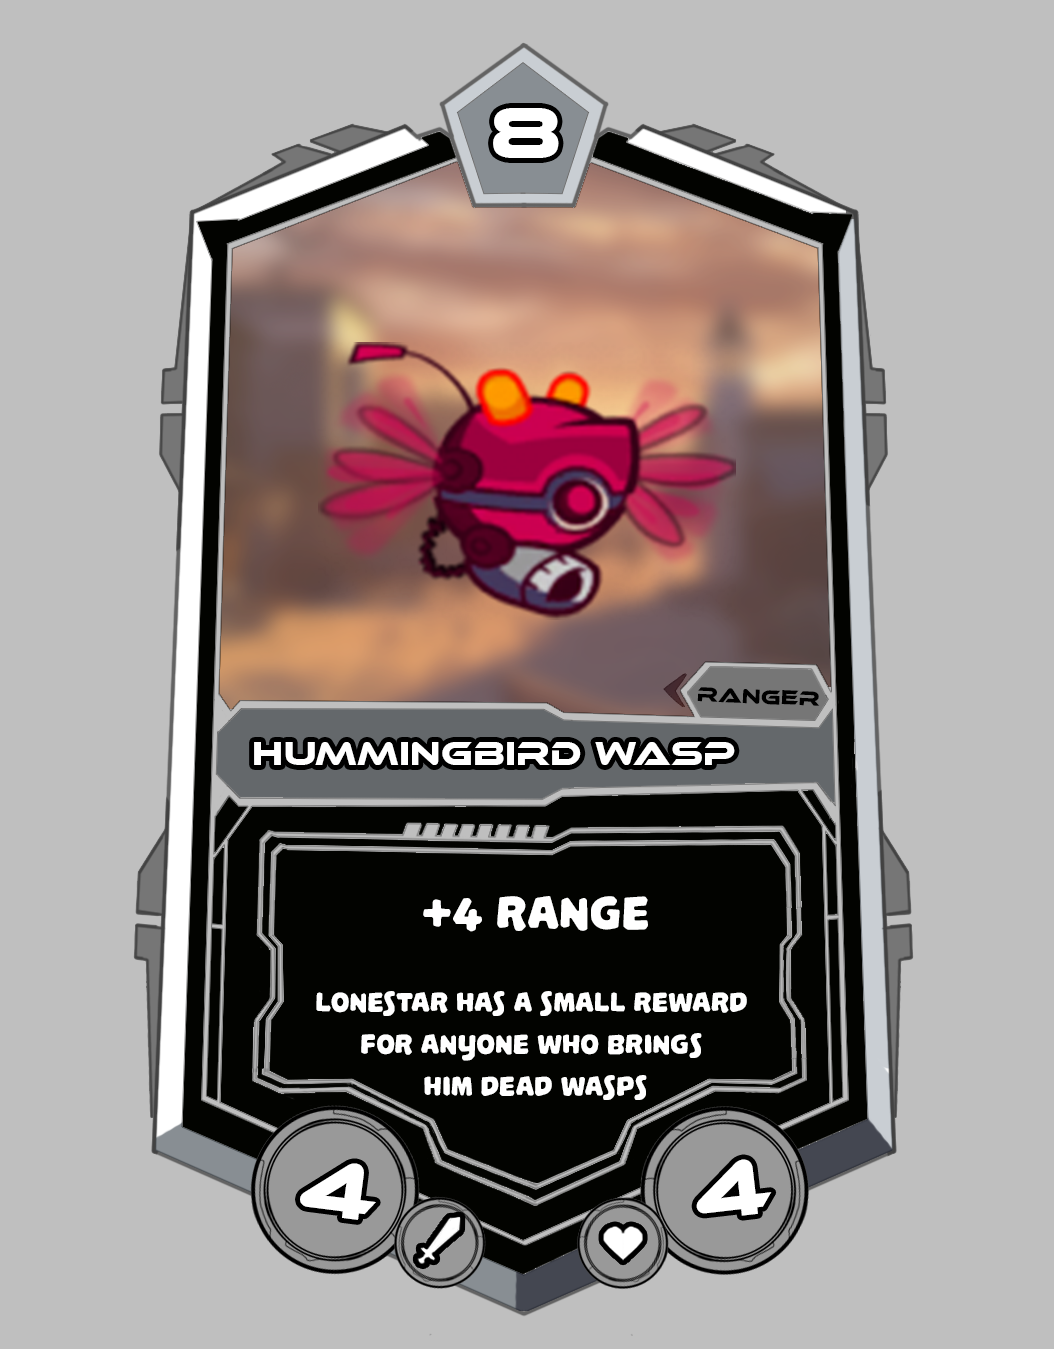 8
RANGER
HUMMINGBIRD WASP
+4 RANGE
LONESTAR HAS A SMALL REWARD
FOR ANYONE WHO BRINGS
HIM DEAD WASPS
4
4